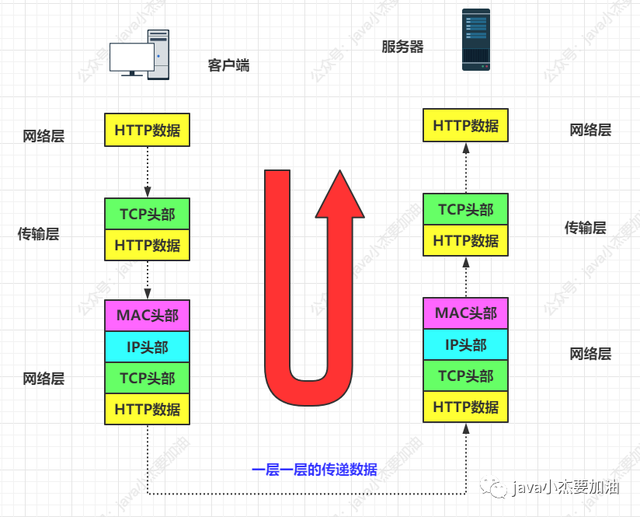 客户端
服务器
网络层
HTTP数据
HTTP数据
网络层
传输层
TCP头部
HTTP数据
TCP头部
HTTP数据
传输层
网络层
MAC头部
IP头部
TCP头部
HTTP数据
MAC头部
IP头部
TCP头部
HTTP数据
网络层
一层一层的传递数据
java小杰要加油
公众号：java小杰要加油